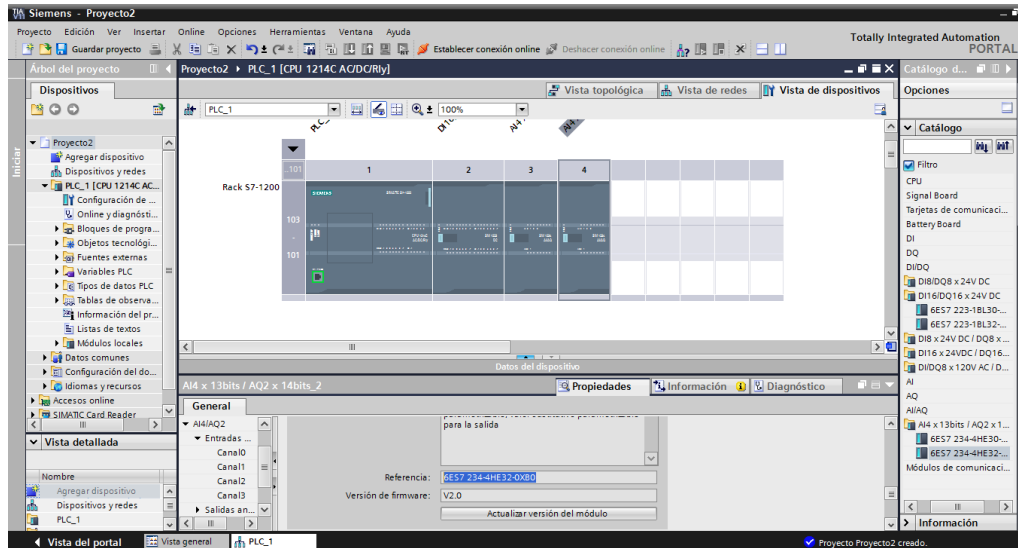 Siemens - Proyecto2
Proyecto Edición Ver Insertar Online Opciones Herramientas Ventana Ayuda
Guardar proyecto Establecer conexión online Deshacer conexión online
Totally Integrated Automation
PORTAL
Árbol del proyecto
Proyecto2 PLC_1 [CPU 1214C AC/DC/Rly]
Catálogo d...
Dispositivos
Vista topológica Vista de redes Vista de dispositivos
Opciones
PLC_1 100%
Iniciar
Proyecto2
Agregar dispositivo
Dispositivos y redes
PLC_1 [CPU 1214C AC...
Configuración de ...
Online y diagnósti...
Bloques de progra...
Objetos tecnológi...
Fuentes externas
Variables PLC
Tipos de datos PLC
Tablas de observa...
Información del pr...
Listas de textos
Módulos locales
Datos comunes
Configuración del do...
Idiomas y recursos
Accesos online
SIMATIC Card Reader
Vista detallada
Nombre
Agregar dispositivo
Dispositivos y redes
PLC_1
1 2 3 4
Rack S7-1200
SIEMENS
103
101
Datos del dispositivo
AI4 x 13bits / AQ2 x 14bits_2
Propiedades Información Diagnóstico
General
AI4/AQ2
Entradas ...
Canal0
Canal1
Canal2
Canal3
Salidas an...
para la salida
Referencia: 6ES7 234-4HE32-0XB0
Versión de firmware: V2.0
Actualizar versión del módulo
Catálogo
Filtro
CPU
Signal Board
Tarjetas de comunicaci...
Battery Board
DI
DQ
DI/DQ
DI8/DQ8 x 24V DC
DI16/DQ16 x 24V DC
6ES7 223-1BL30-...
6ES7 223-1BL32-...
DI8 x 24V DC / DQ8 x ...
DI16 x 24VDC / DQ16...
DI/DQ8 x 120V AC / D...
AI
AQ
AI/AQ
AI4 x 13bits / AQ2 x 1...
6ES7 234-4HE30-...
6ES7 234-4HE32-...
Módulos de comunicaci...
Información
Vista del portal Vista general PLC_1 Proyecto Proyecto2 creado.